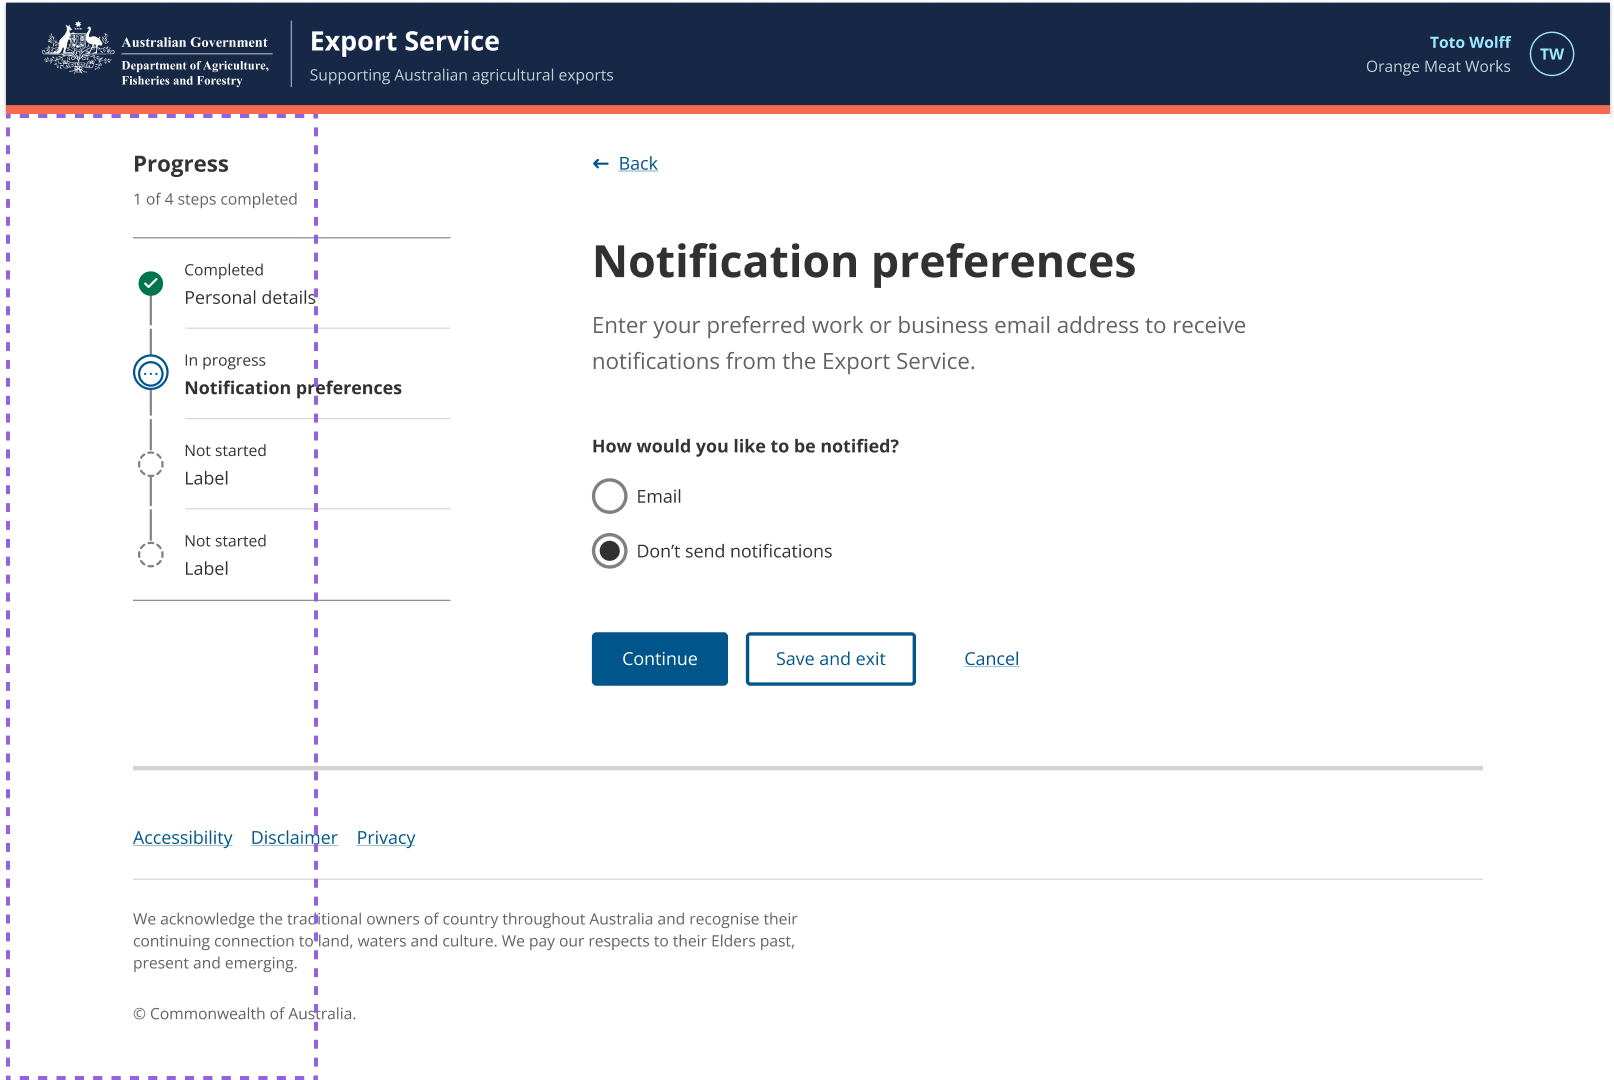 Australian Government
Department of Agriculture,
Fisheries and Forestry
Export Service
Supporting Australian agricultural exports
Toto Wolff
Orange Meat Works
TW
Progress
1 of 4 steps completed
Completed
Personal details
In progress
Notification preferences
Not started
Label
Not started
Label
Back
Notification preferences
Enter your preferred work or business email address to receive
notifications from the Export Service.
How would you like to be notified?
Email
Don’t send notifications
Continue
Save and exit
Cancel
Accessibility
Disclaimer
Privacy
We acknowledge the traditional owners of country throughout Australia and recognise their
continuing connection to land, waters and culture. We pay our respects to their Elders past,
present and emerging.
© Commonwealth of Australia.